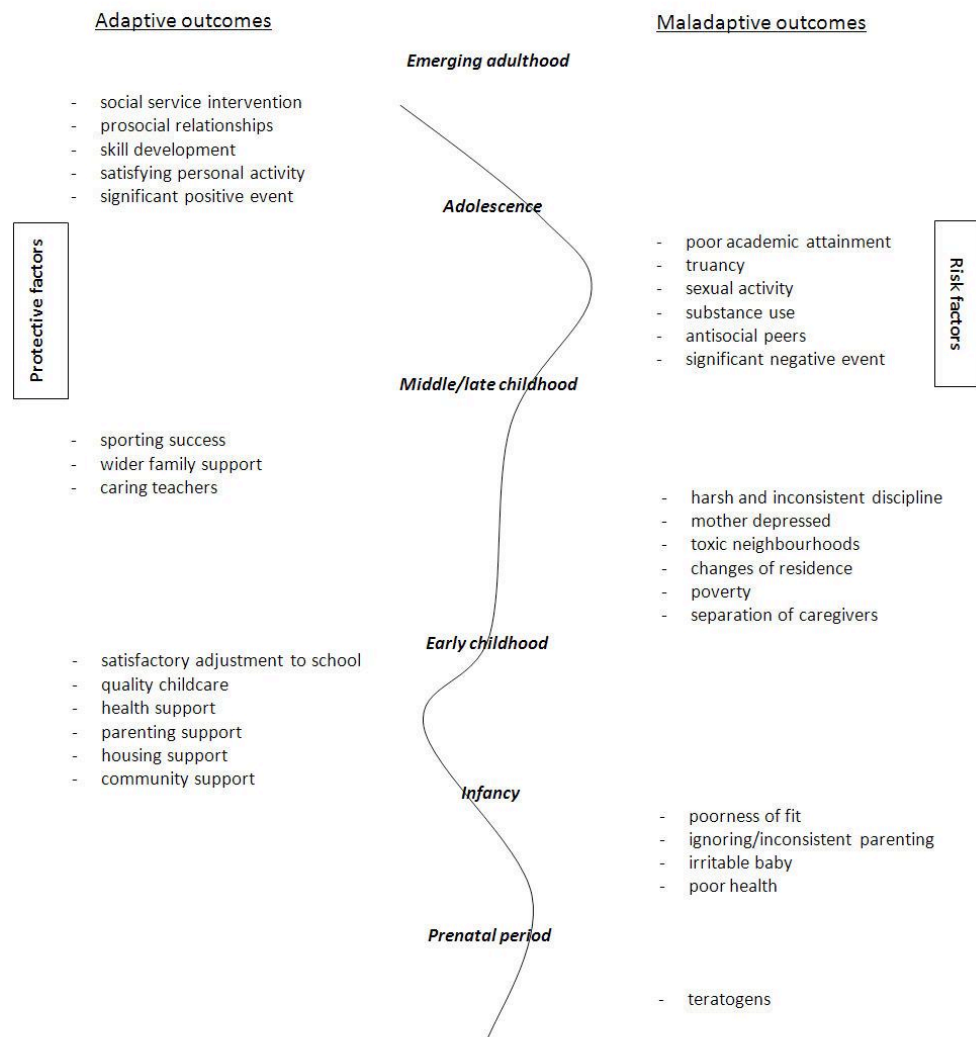 Adaptive outcomes
Maladaptive outcomes
Emerging adulthood
- social service intervention
- prosocial relationships
- skill development
- satisfying personal activity
- significant positive event
Adolescence
Protective factors
Risk factors
- poor academic attainment
- truancy
- sexual activity
- substance use
- antisocial peers
- significant negative event
Middle/late childhood
- sporting success
- wider family support
- caring teachers
- harsh and inconsistent discipline
- mother depressed
- toxic neighbourhoods
- changes of residence
- poverty
- separation of caregivers
Early childhood
- satisfactory adjustment to school
- quality childcare
- health support
- parenting support
- housing support
- community support
Infancy
- poorness of fit
- ignoring/inconsistent parenting
- irritable baby
- poor health
Prenatal period
- teratogens